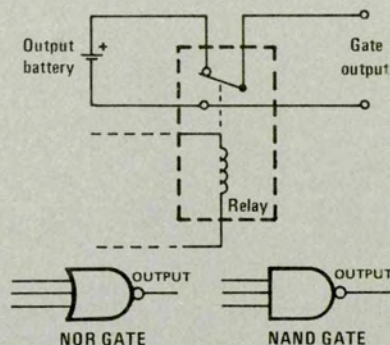 Output
battery
+
Gate
output
Relay
OUTPUT
OUTPUT
NOR GATE
NAND GATE